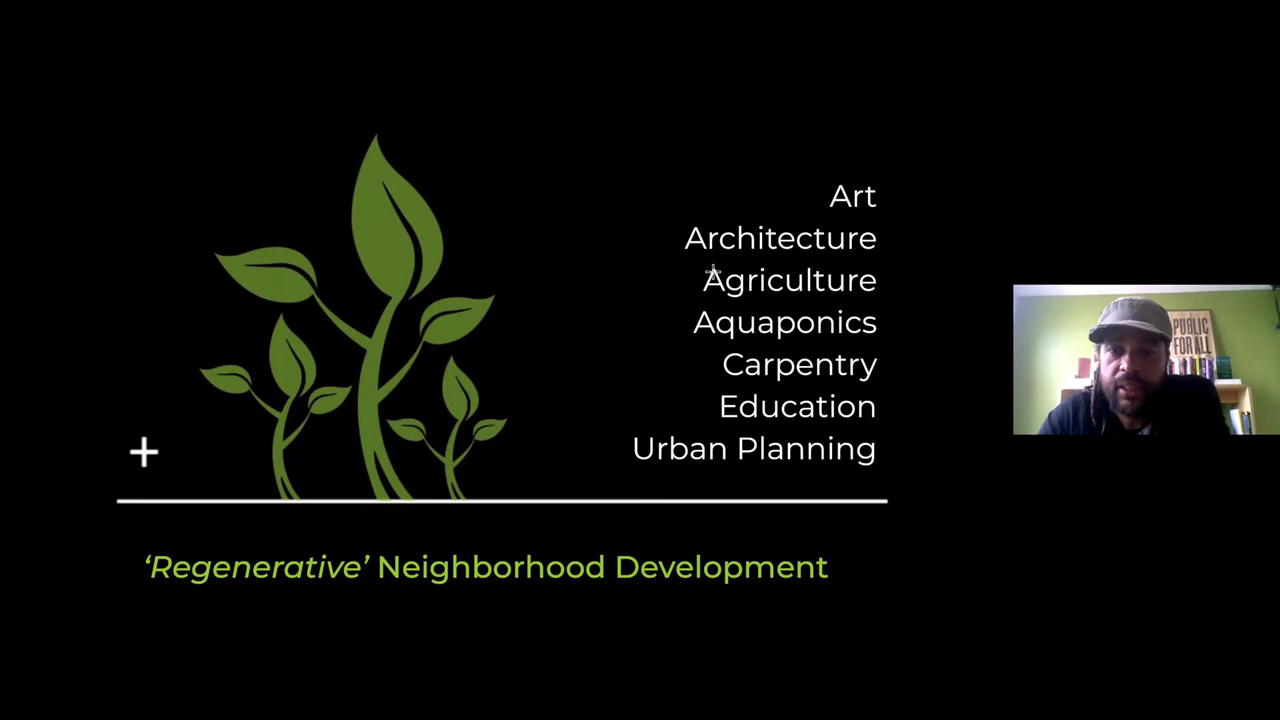 Art
Architecture
Agriculture
Aquaponics
Carpentry
Education
Urban Planning
+
‘Regenerative’ Neighborhood Development
PUBLIC
FOR ALL